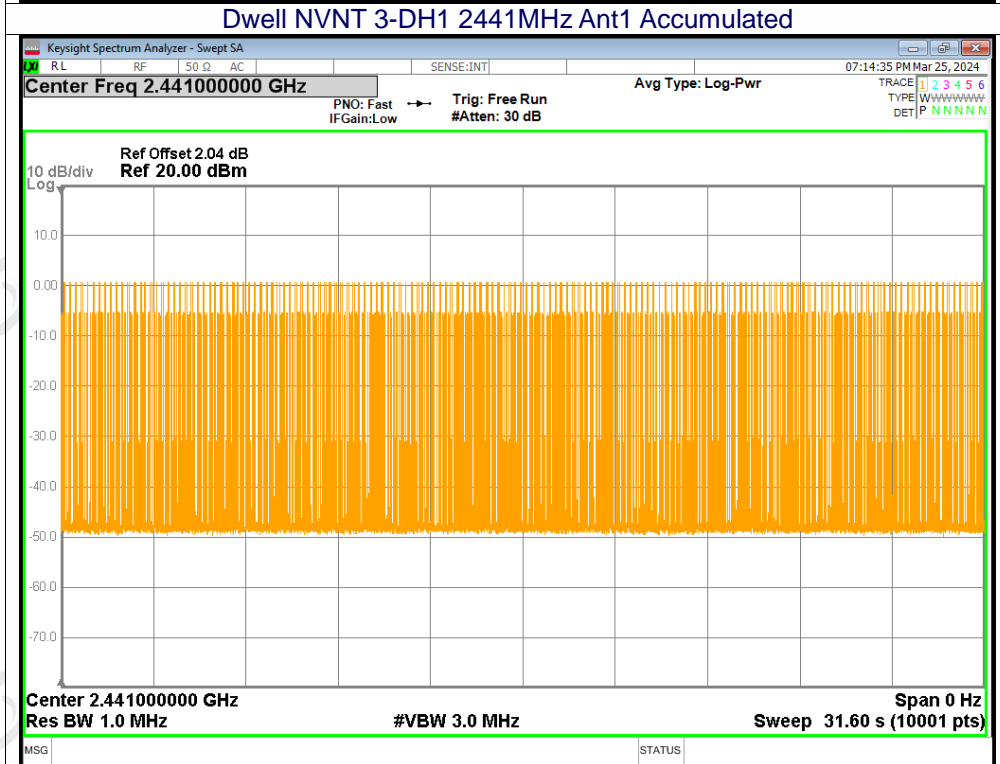 Dwell NVNT 3-DH1 2441MHz Ant1 Accumulated
Keysight Spectrum Analyzer - Swept SA
LXI RL RF 50 Ω AC SENSE:INT 07:14:35 PM Mar 25, 2024
Center Freq 2.441000000 GHz Avg Type: Log-Pwr TRACE 1 2 3 4 5 6
PNO: Fast Trig: Free Run TYPE WWWWWW
IFGain:Low #Atten: 30 dB DET P N N N N N
Ref Offset 2.04 dB
10 dB/div Ref 20.00 dBm
Log
10.0
0.00
-10.0
-20.0
-30.0
-40.0
-50.0
-60.0
-70.0
Center 2.441000000 GHz Span 0 Hz
Res BW 1.0 MHz #VBW 3.0 MHz Sweep 31.60 s (10001 pts)
MSG STATUS